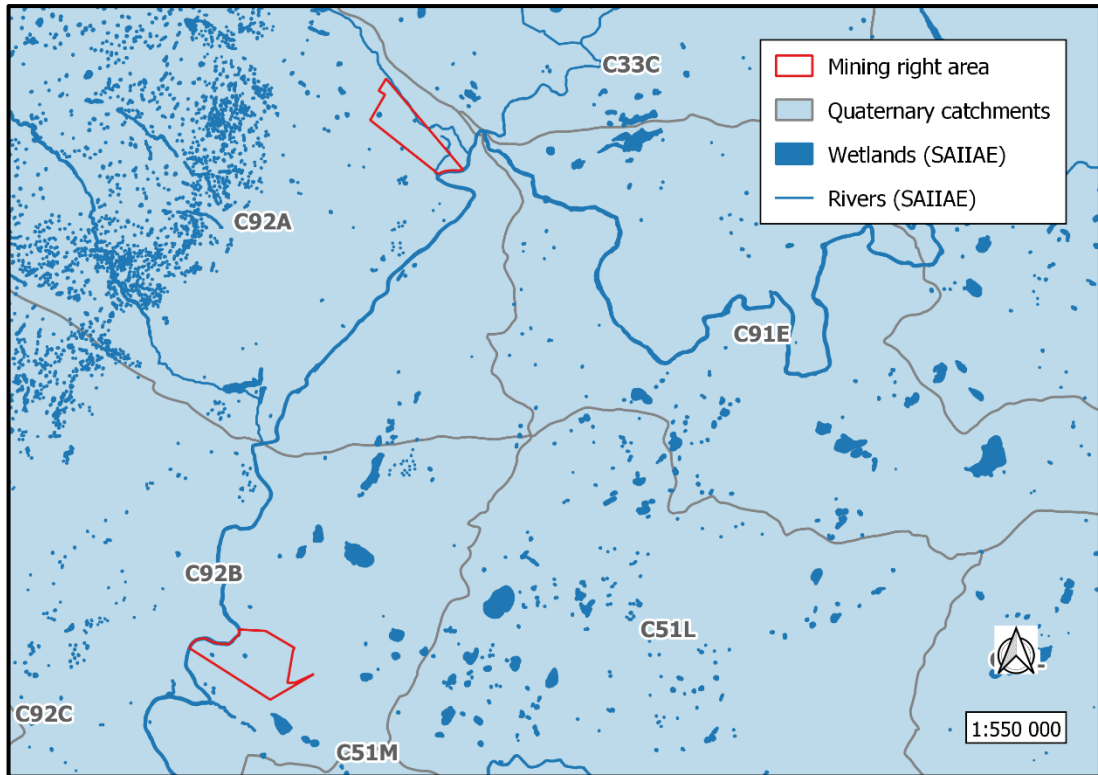 C33C
Mining right area
Quaternary catchments
Wetlands (SAIIAE)
Rivers (SAIIAE)
C92A
C91E
C92B
C51L
C92C
C51M
1:550 000